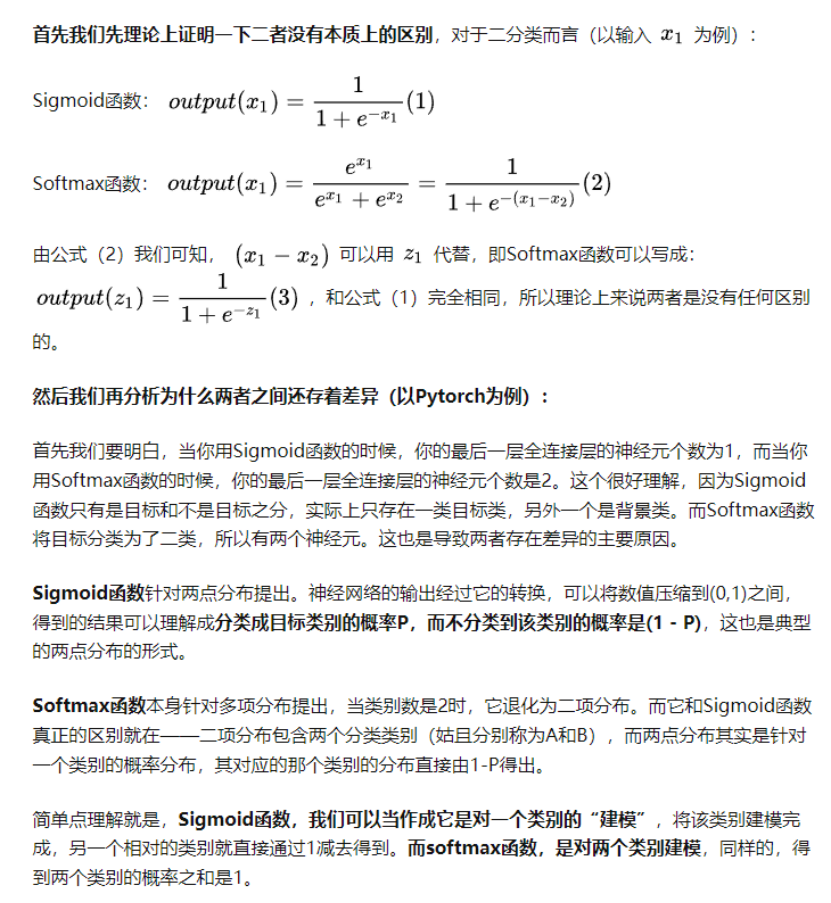 首先我们先理论上证明一下二者没有本质上的区别，对于二分类而言（以输入 x₁ 为例）：
Sigmoid函数： output(x₁) = 1 / (1 + e^{-x₁}) (1)
Softmax函数： output(x₁) = e^{x₁} / (e^{x₁} + e^{x₂}) = 1 / (1 + e^{-(x₁-x₂)}) (2)
由公式（2）我们可知， (x₁ − x₂) 可以用 z₁ 代替，即Softmax函数可以写成：
output(z₁) = 1 / (1 + e^{-z₁}) (3) ，和公式（1）完全相同，所以理论上来说两者是没有任何区别
的。
然后我们再分析为什么两者之间还存着差异（以Pytorch为例）：
首先我们要明白，当你用Sigmoid函数的时候，你的最后一层全连接层的神经元个数为1，而当你
用Softmax函数的时候，你的最后一层全连接层的神经元个数是2。这个很好理解，因为Sigmoid
函数只有是目标和不是目标之分，实际上只存在一类目标类，另外一个是背景类。而Softmax函数
将目标分类为了二类，所以有两个神经元。这也是导致两者存在差异的主要原因。
Sigmoid函数针对两点分布提出。神经网络的输出经过它的转换，可以将数值压缩到(0,1)之间，
得到的结果可以理解成分类成目标类别的概率P，而不分类到该类别的概率是(1 - P)，这也是典型
的两点分布的形式。
Softmax函数本身针对多项分布提出，当类别数是2时，它退化为二项分布。而它和Sigmoid函数
真正的区别就在——二项分布包含两个分类类别（姑且分别称为A和B），而两点分布其实是针对
一个类别的概率分布，其对应的那个类别的分布直接由1-P得出。
简单点理解就是，Sigmoid函数，我们可以当作成它是对一个类别的“建模”，将该类别建模完
成，另一个相对的类别就直接通过1减去得到。而softmax函数，是对两个类别建模，同样的，得
到两个类别的概率之和是1。